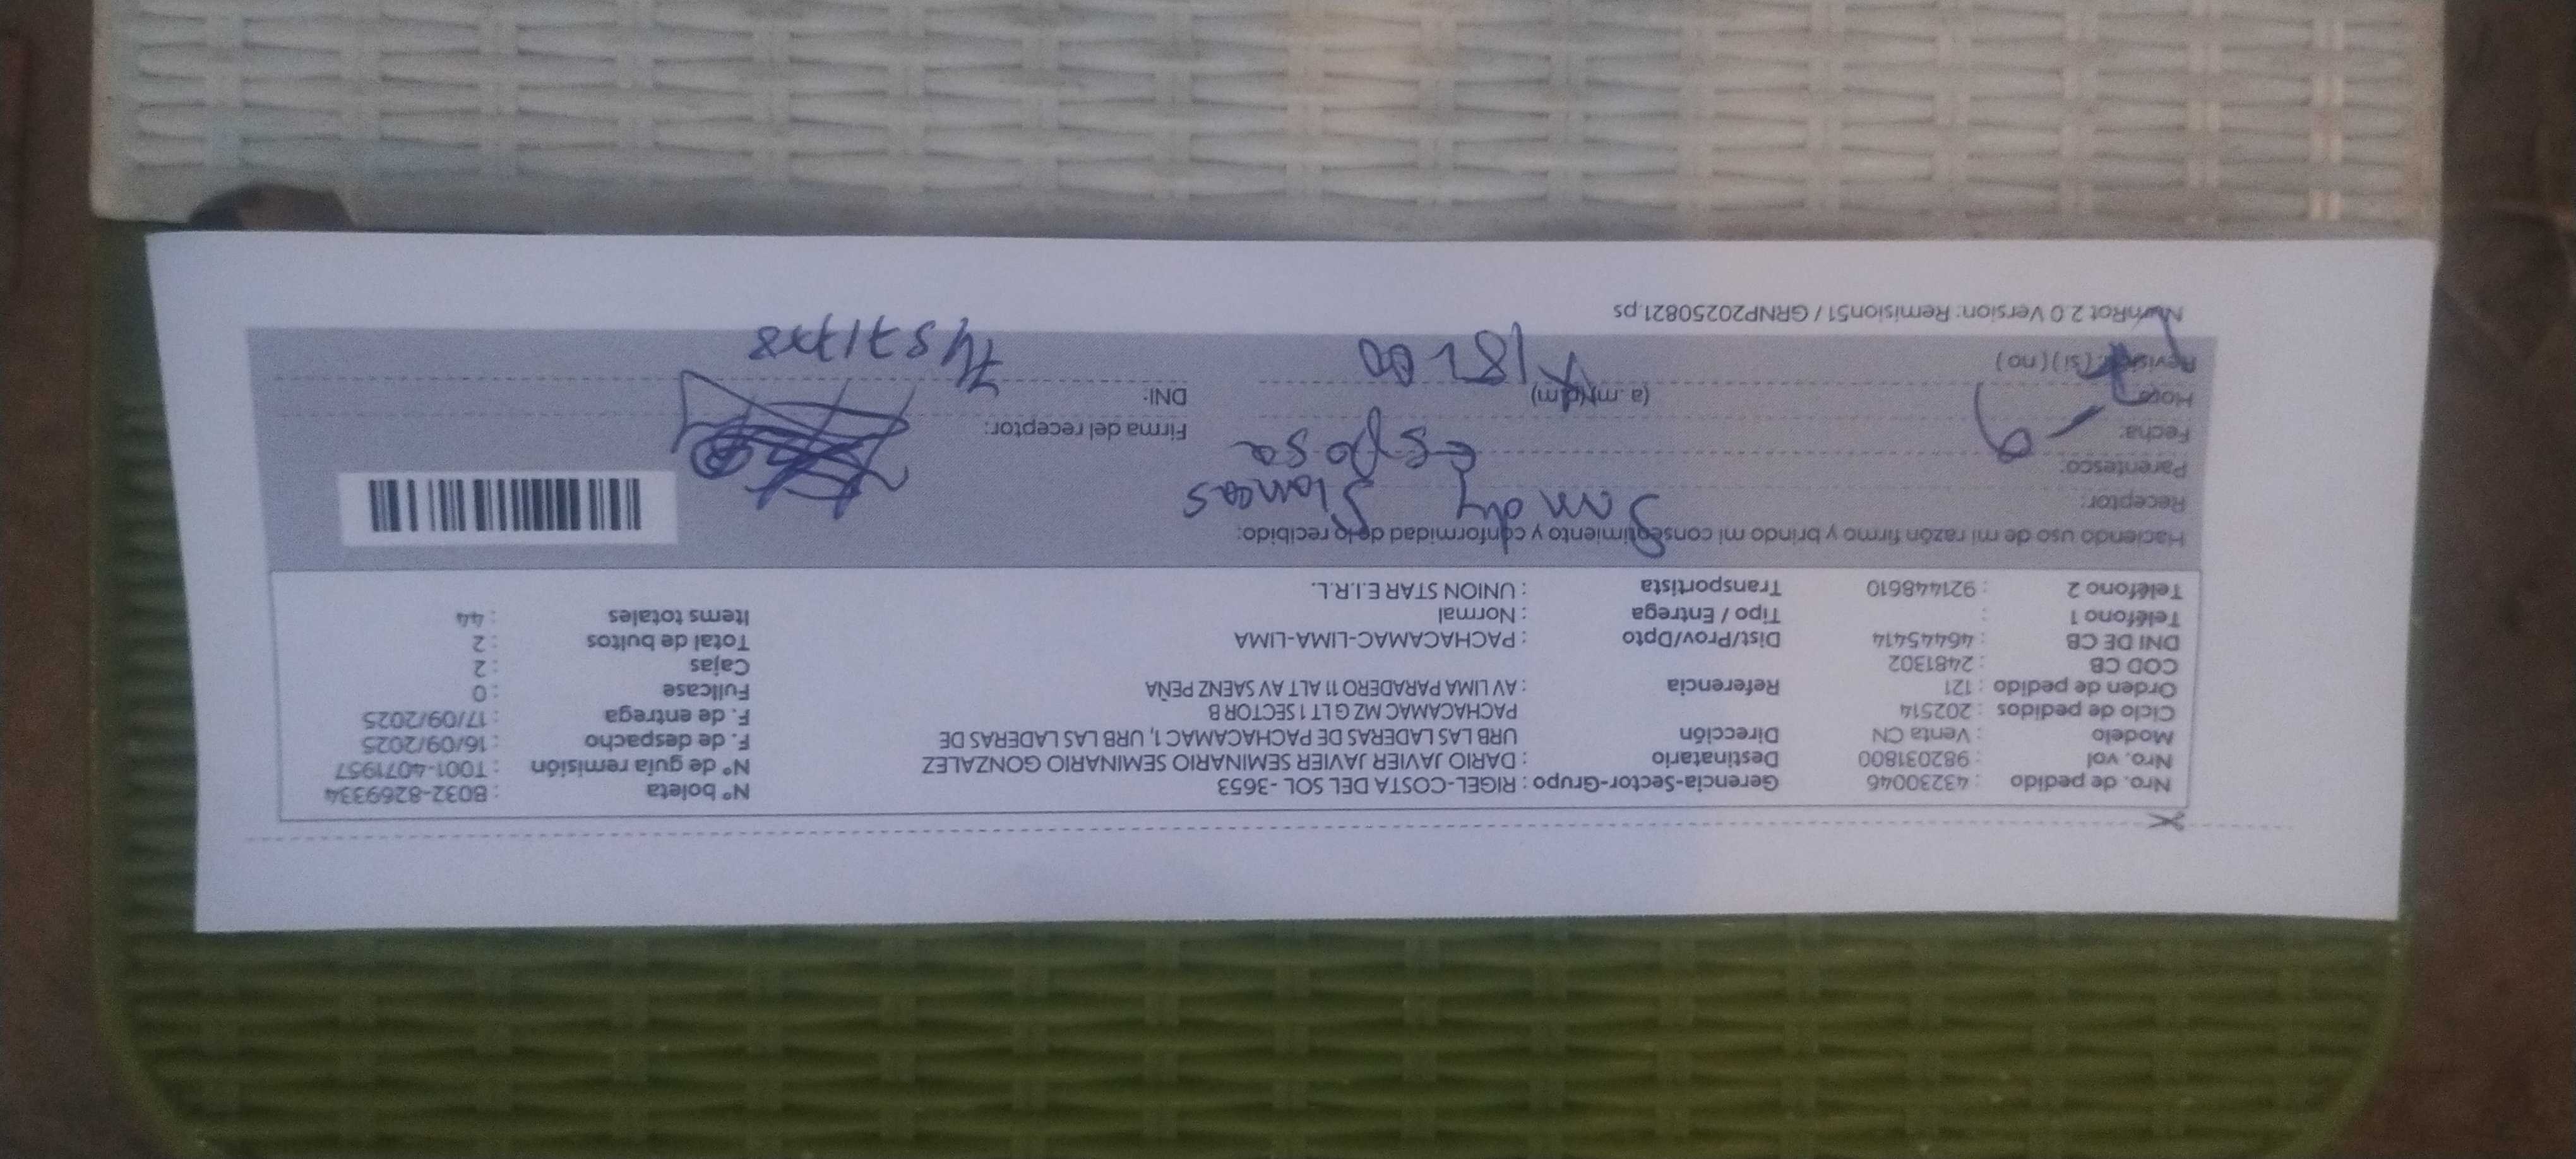 Nro. de pedido : 43230046 Gerencia-Sector-Grupo : RIGEL-COSTA DEL SOL -3653 N° boleta : B032-8269334
Nro. vol : 982031800 Destinatario : DARIO JAVIER JAVIER SEMINARIO SEMINARIO GONZALEZ N° de guía remisión : T001-4071957
Modelo : Venta CN Dirección URB LAS LADERAS DE PACHACAMAC 1, URB LAS LADERAS DE F. de despacho : 16/09/2025
Ciclo de pedidos : 202514 PACHACAMAC MZ G LT 1 SECTOR B F. de entrega : 17/09/2025
Orden de pedido : 121 Referencia : AV LIMA PARADERO 11 ALT AV SAENZ PEÑA Fullcase : 0
COD CB : 2481302 Cajas : 2
DNI DE CB : 46445414 Dist/Prov/Dpto : PACHACAMAC-LIMA-LIMA Total de bultos : 2
Teléfono 1 : Tipo / Entrega : Normal Items totales : 44
Teléfono 2 : 921448610 Transportista : UNION STAR E.I.R.L.
Haciendo uso de mi razón firmo y brindo mi consentimiento y conformidad de lo recibido:
Receptor:
Parentesco: esposa
Fecha: Firma del receptor:
Hora: (a.m)(p.m) DNI:
Revisión: (si) (no)
NumRot 2.0 Version: Remision51 / GRNP20250821.ps